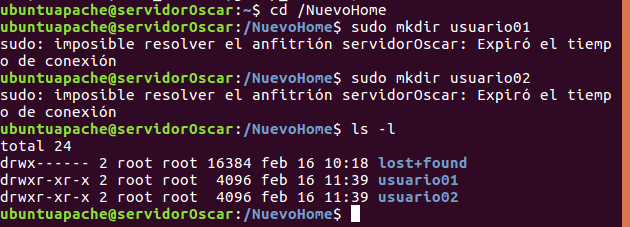 ubuntuapache@servidorOscar:~$ cd /NuevoHome
ubuntuapache@servidorOscar:/NuevoHome$ sudo mkdir usuario01
sudo: imposible resolver el anfitrión servidorOscar: Expiró el tiemp
o de conexión
ubuntuapache@servidorOscar:/NuevoHome$ sudo mkdir usuario02
sudo: imposible resolver el anfitrión servidorOscar: Expiró el tiemp
o de conexión
ubuntuapache@servidorOscar:/NuevoHome$ ls -l
total 24
drwx------ 2 root root 16384 feb 16 10:18 lost+found
drwxr-xr-x 2 root root  4096 feb 16 11:39 usuario01
drwxr-xr-x 2 root root  4096 feb 16 11:39 usuario02
ubuntuapache@servidorOscar:/NuevoHome$